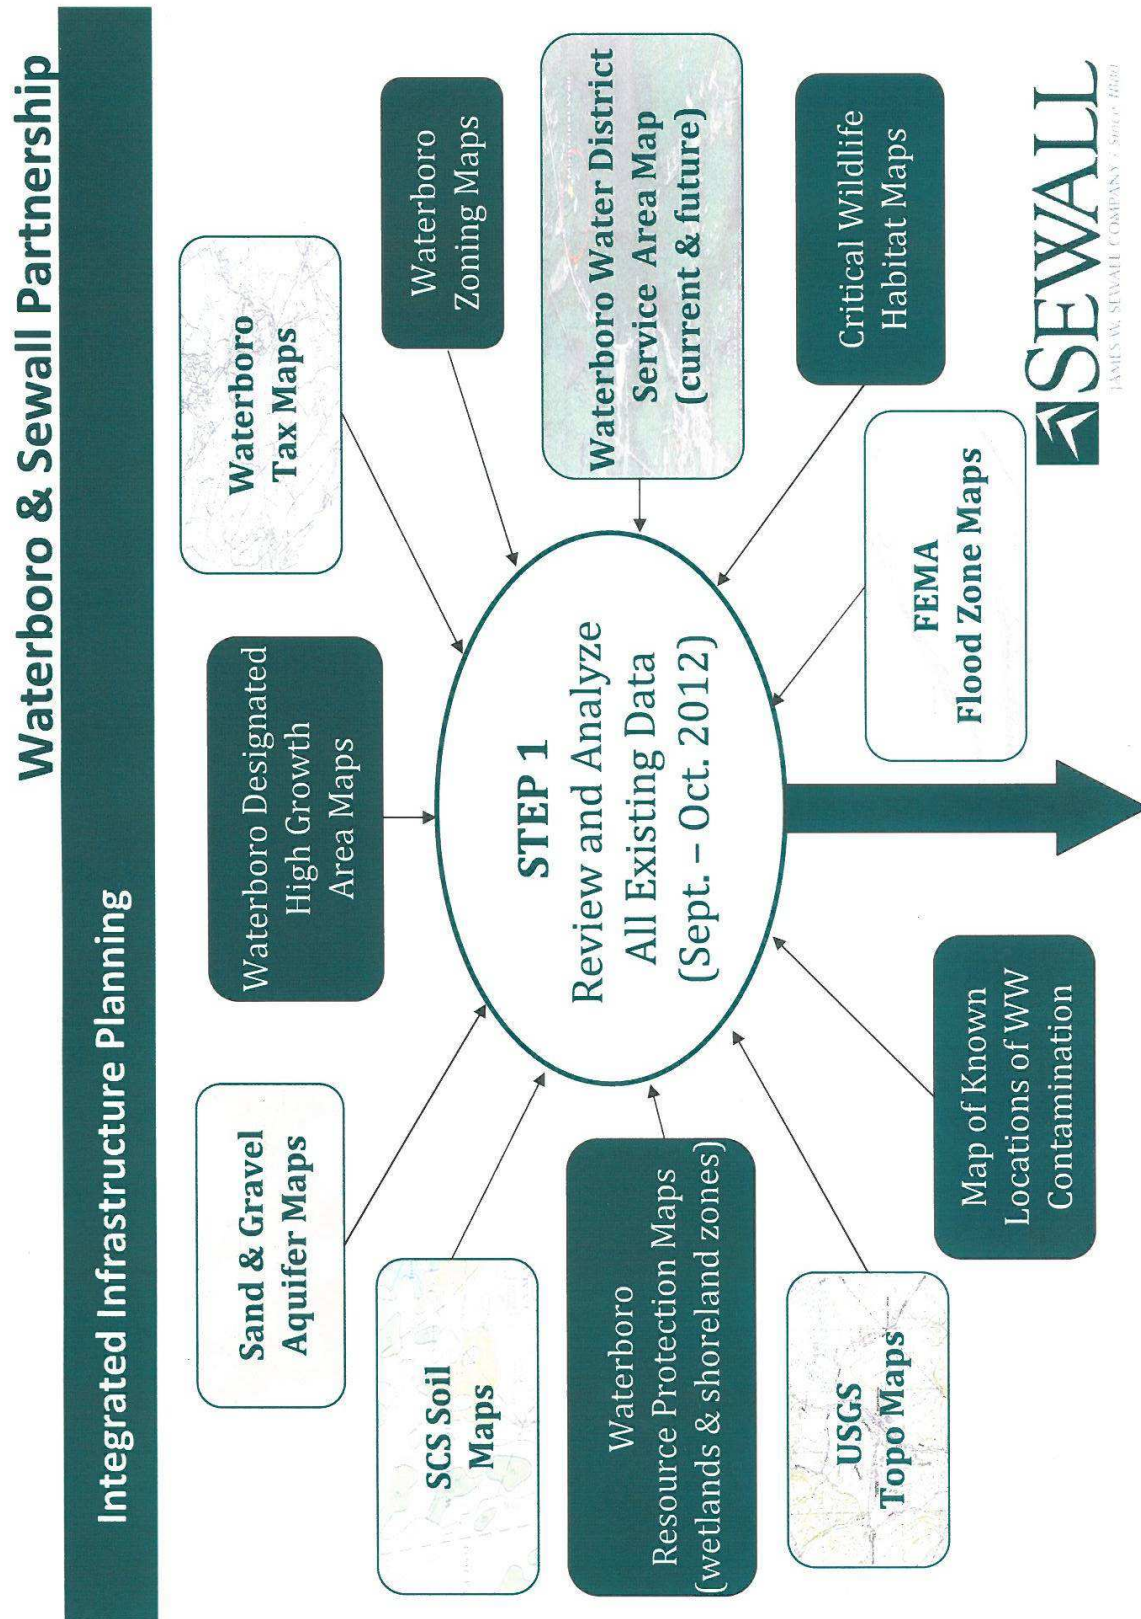 Waterboro & Sewall Partnership
Integrated Infrastructure Planning
Sand & Gravel
Aquifer Maps
Waterboro Designated
High Growth
Area Maps
Waterboro
Tax Maps
SCS Soil
Maps
Waterboro
Zoning Maps
Waterboro
Resource Protection Maps
(wetlands & shoreland zones)
STEP 1
Review and Analyze
All Existing Data
(Sept. – Oct. 2012)
Waterboro Water District
Service Area Map
(current & future)
USGS
Topo Maps
Critical Wildlife
Habitat Maps
Map of Known
Locations of WW
Contamination
FEMA
Flood Zone Maps
SEWALL
JAMES W. SEWALL COMPANY · Since 1880